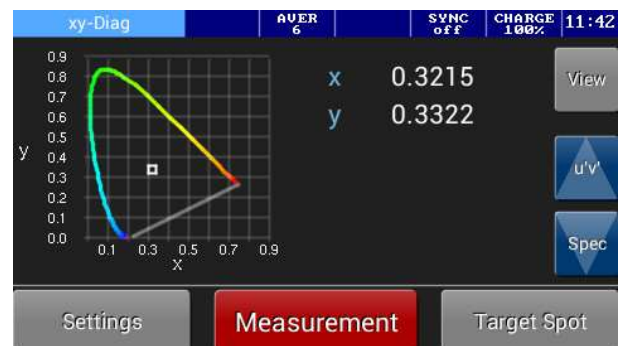 xy-Diag AVER 6 SYNC off CHARGE 100% 11:42
x 0.3215
y 0.3322
View
u'v'
Spec
y
0.9
0.8
0.7
0.6
0.5
0.4
0.3
0.2
0.1
0.0
0.1 0.3 0.5 0.7 0.9
x
Settings Measurement Target Spot